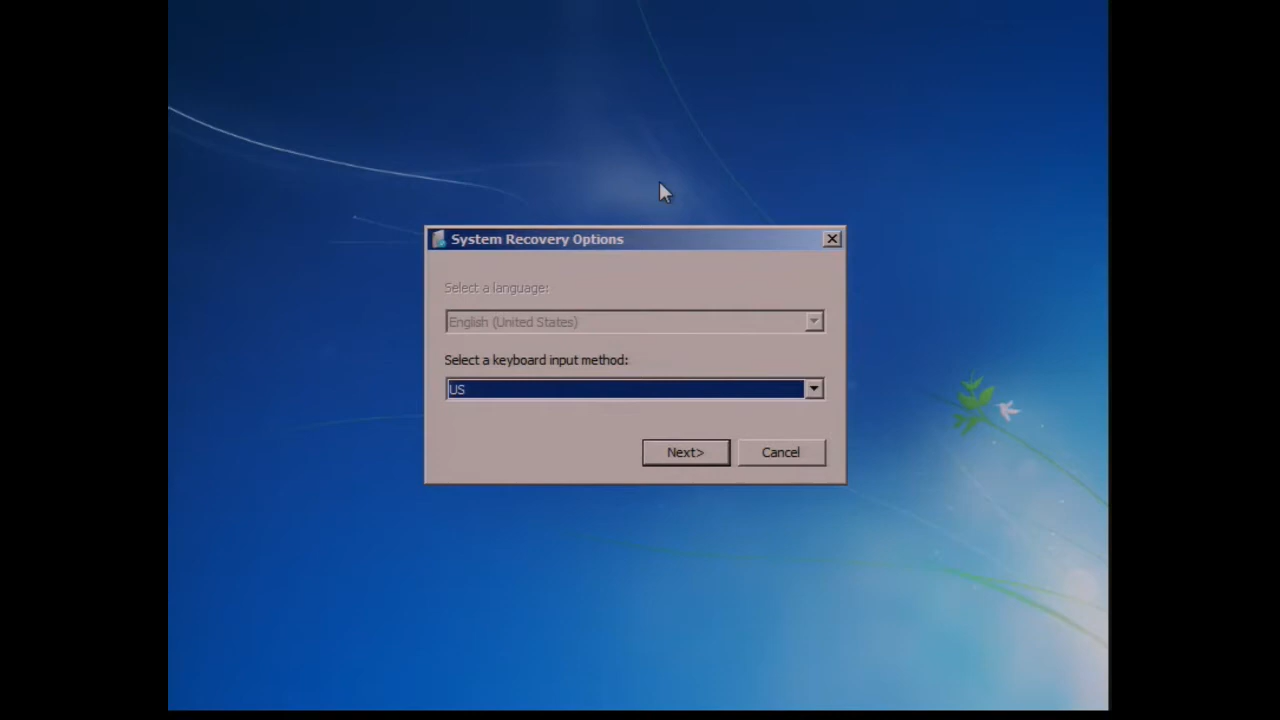 System Recovery Options
Select a language:
English (United States)
Select a keyboard input method:
US
Next>
Cancel